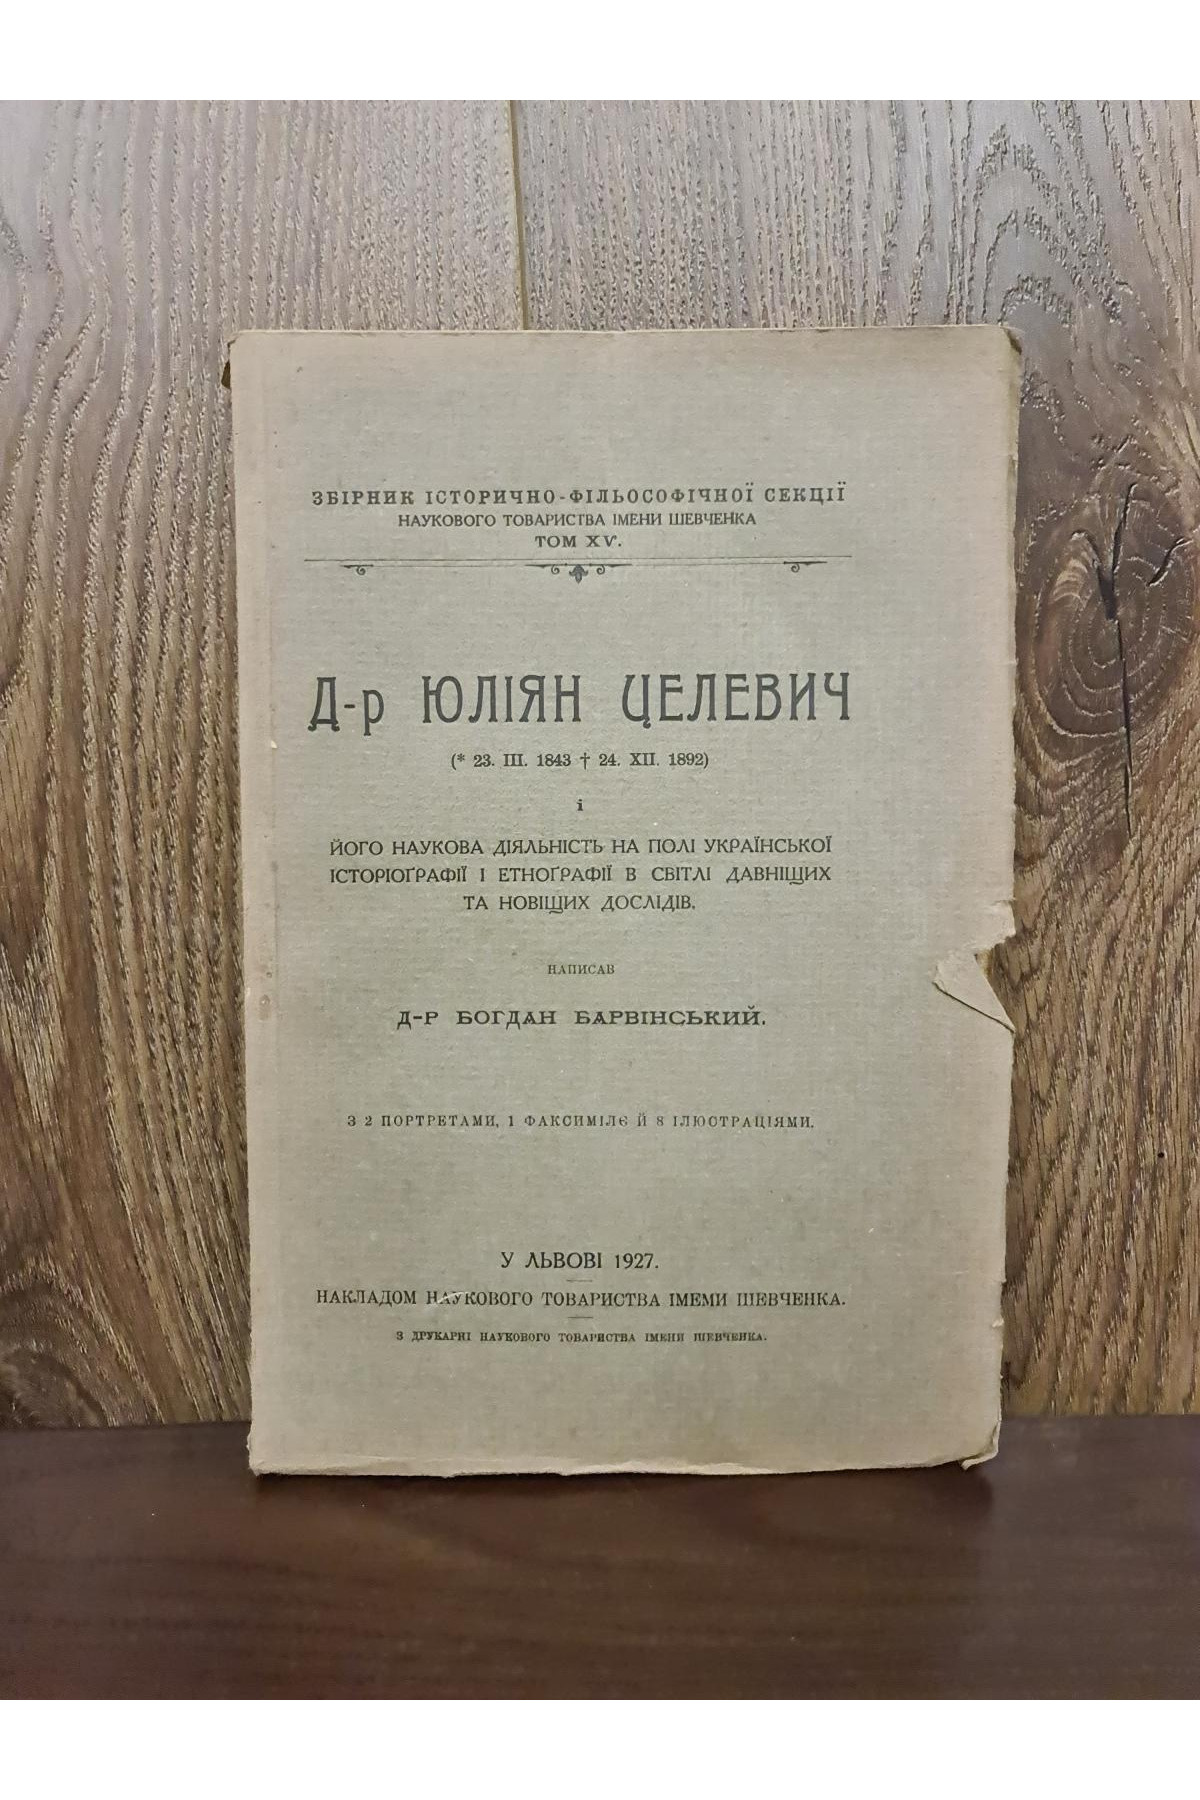 ЗБІРНИК ІСТОРИЧНО-ФІЛЬОСОФІЧНОЇ СЕКЦІЇ
НАУКОВОГО ТОВАРИСТВА ІМЕНИ ШЕВЧЕНКА
ТОМ XV.
Д-р ЮЛІЯН ЦЕЛЕВИЧ
(* 23. III. 1843 † 24. XII. 1892)
і
ЙОГО НАУКОВА ДІЯЛЬНІСТЬ НА ПОЛІ УКРАЇНСЬКОЇ
ІСТОРІОҐРАФІЇ І ЕТНОҐРАФІЇ В СВІТЛІ ДАВНІЩИХ
ТА НОВІЩИХ ДОСЛІДІВ.
НАПИСАВ
Д-Р БОГДАН БАРВІНСЬКИЙ.
З 2 ПОРТРЕТАМИ, 1 ФАКСИМІЛЄ Й 8 ІЛЮСТРАЦІЯМИ.
У ЛЬВОВІ 1927.
НАКЛАДОМ НАУКОВОГО ТОВАРИСТВА ІМЕМИ ШЕВЧЕНКА.
З ДРУКАРНІ НАУКОВОГО ТОВАРИСТВА ІМЕНИ ШЕВЧЕНКА.